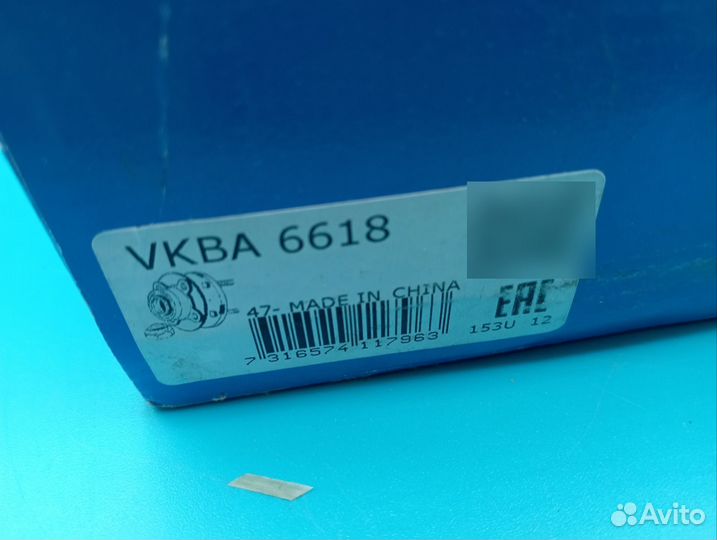 VKBA 6618
47- MADE IN CHINA
EAC
7 316574 117963
153U 12
Avito